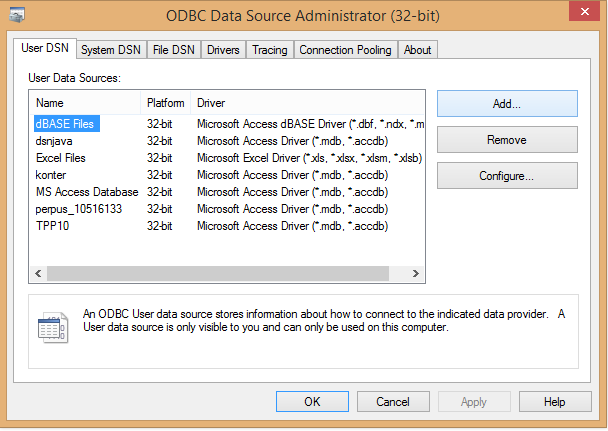 ODBC Data Source Administrator (32-bit)
User DSN System DSN File DSN Drivers Tracing Connection Pooling About
User Data Sources:
Name Platform Driver
dBASE Files 32-bit Microsoft Access dBASE Driver (*.dbf, *.ndx, *.m
dsnjava 32-bit Microsoft Access Driver (*.mdb, *.accdb)
Excel Files 32-bit Microsoft Excel Driver (*.xls, *.xlsx, *.xlsm, *.xlsb)
konter 32-bit Microsoft Access Driver (*.mdb, *.accdb)
MS Access Database 32-bit Microsoft Access Driver (*.mdb, *.accdb)
perpus_10516133 32-bit Microsoft Access Driver (*.mdb, *.accdb)
TPP10 32-bit Microsoft Access Driver (*.mdb, *.accdb)
Add...
Remove
Configure...
An ODBC User data source stores information about how to connect to the indicated data provider. A
User data source is only visible to you and can only be used on this computer.
OK Cancel Apply Help